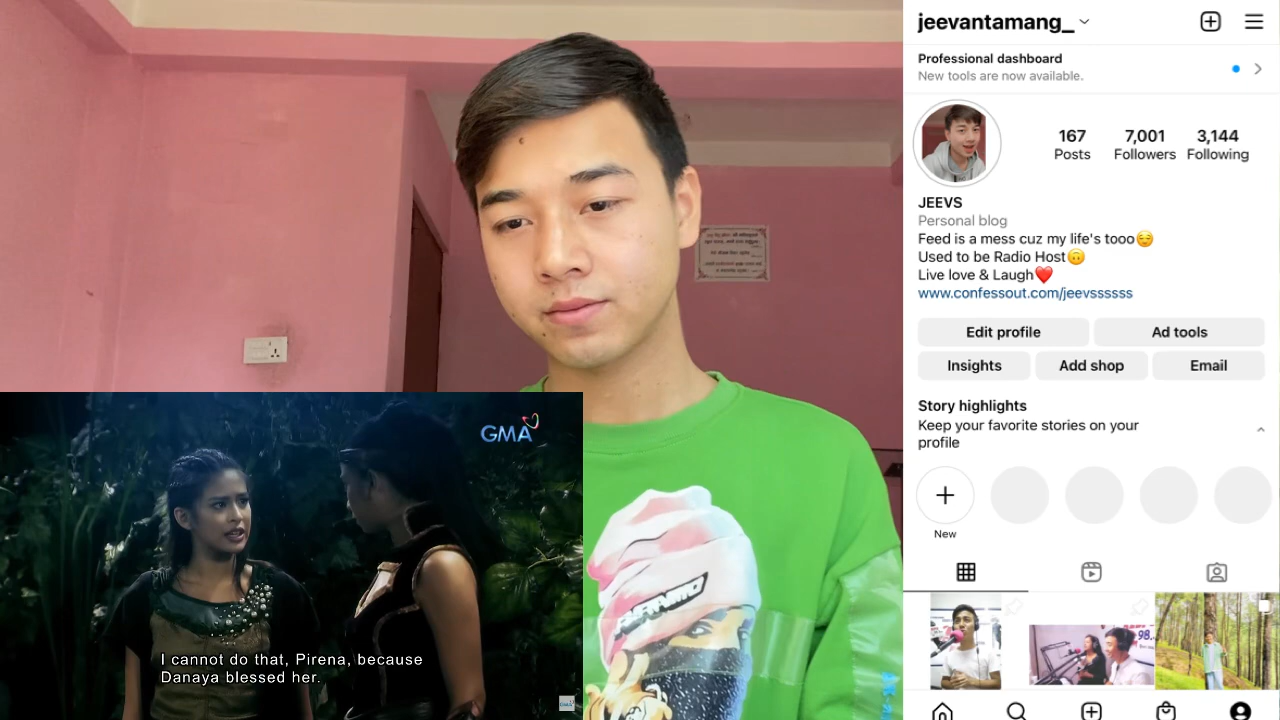 jeevantamang_
Professional dashboard
New tools are now available.
167
7,001
3,144
Posts
Followers
Following
JEEVS
Personal blog
Feed is a mess cuz my life's tooo😌
Used to be Radio Host🙃
Live love & Laugh❤️
www.confessout.com/jeevssssss
Edit profile
Ad tools
Insights
Add shop
Email
Story highlights
Keep your favorite stories on your
profile
New
98.
GMA
I cannot do that, Pirena, because
Danaya blessed her.
GMA